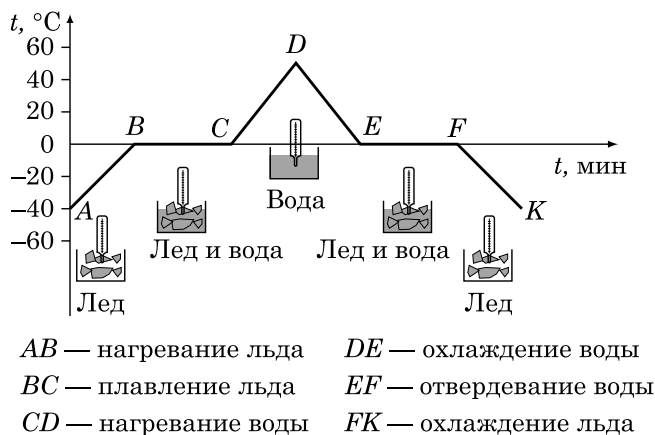 t, °C
60
40
20
0
−20
−40
−60
A
B
C
D
E
F
K
t, мин
Лед
Лед и вода
Вода
Лед и вода
Лед
AB — нагревание льда
BC — плавление льда
CD — нагревание воды
DE — охлаждение воды
EF — отвердевание воды
FK — охлаждение льда